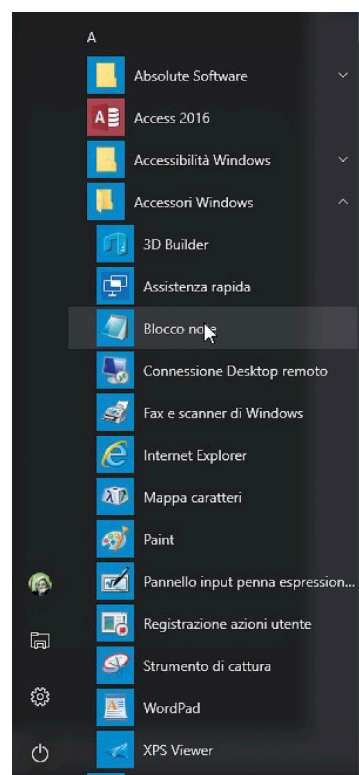 A
Absolute Software
Access 2016
Accessibilità Windows
Accessori Windows
3D Builder
Assistenza rapida
Blocco note
Connessione Desktop remoto
Fax e scanner di Windows
Internet Explorer
Mappa caratteri
Paint
Pannello input penna espression...
Registrazione azioni utente
Strumento di cattura
WordPad
XPS Viewer